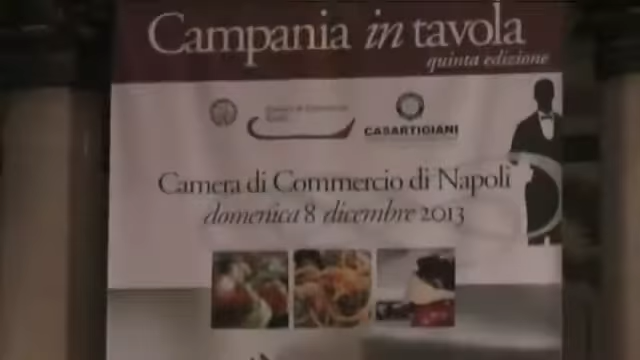 Campania in tavola
quinta edizione
CASARTIGIANI
Camera di Commercio di Napoli
domenica 8 dicembre 2013